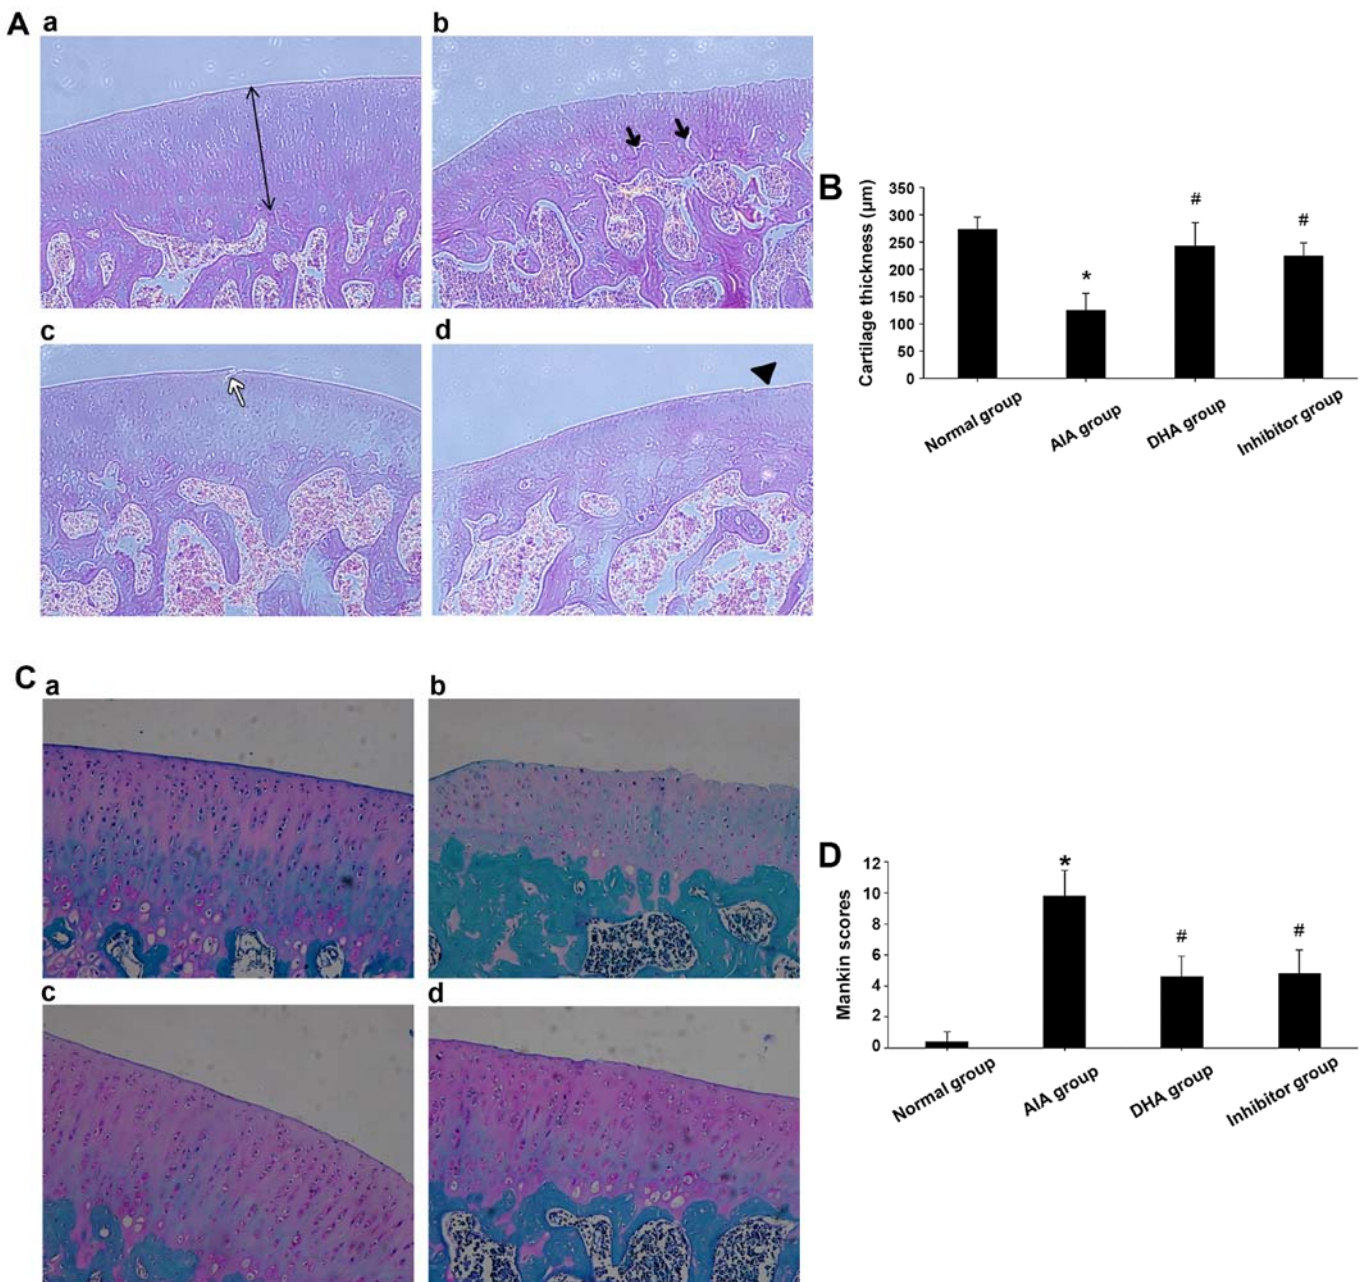 A
a
b
c
d
B
Cartilage thickness (µm)
350
300
250
200
150
100
50
0
*
#
#
Normal group
AIA group
DHA group
Inhibitor group
C
a
b
c
d
D
Mankin scores
12
10
8
6
4
2
0
*
#
#
Normal group
AIA group
DHA group
Inhibitor group